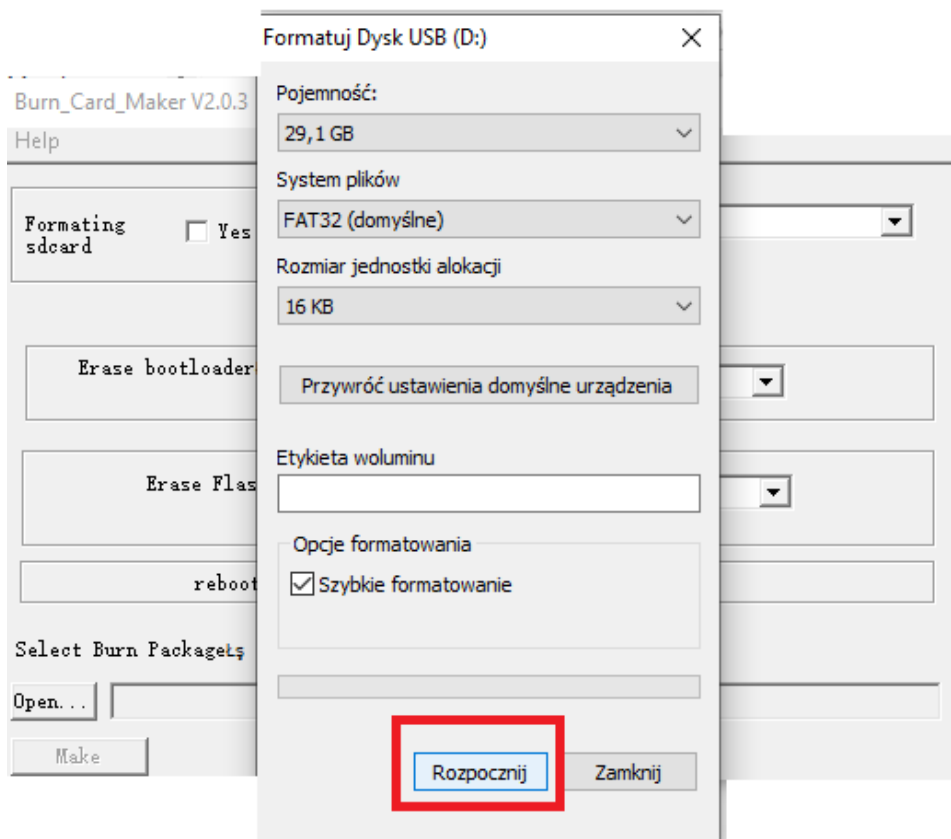 Formatuj Dysk USB (D:)
Burn_Card_Maker V2.0.3
Help
Formating
sdcard
Yes
Erase bootloader
Erase Flas
reboot
Select Burn PackageŁş
Open...
Make
Pojemność:
29,1 GB
System plików
FAT32 (domyślne)
Rozmiar jednostki alokacji
16 KB
Przywróć ustawienia domyślne urządzenia
Etykieta woluminu
Opcje formatowania
Szybkie formatowanie
Rozpocznij
Zamknij